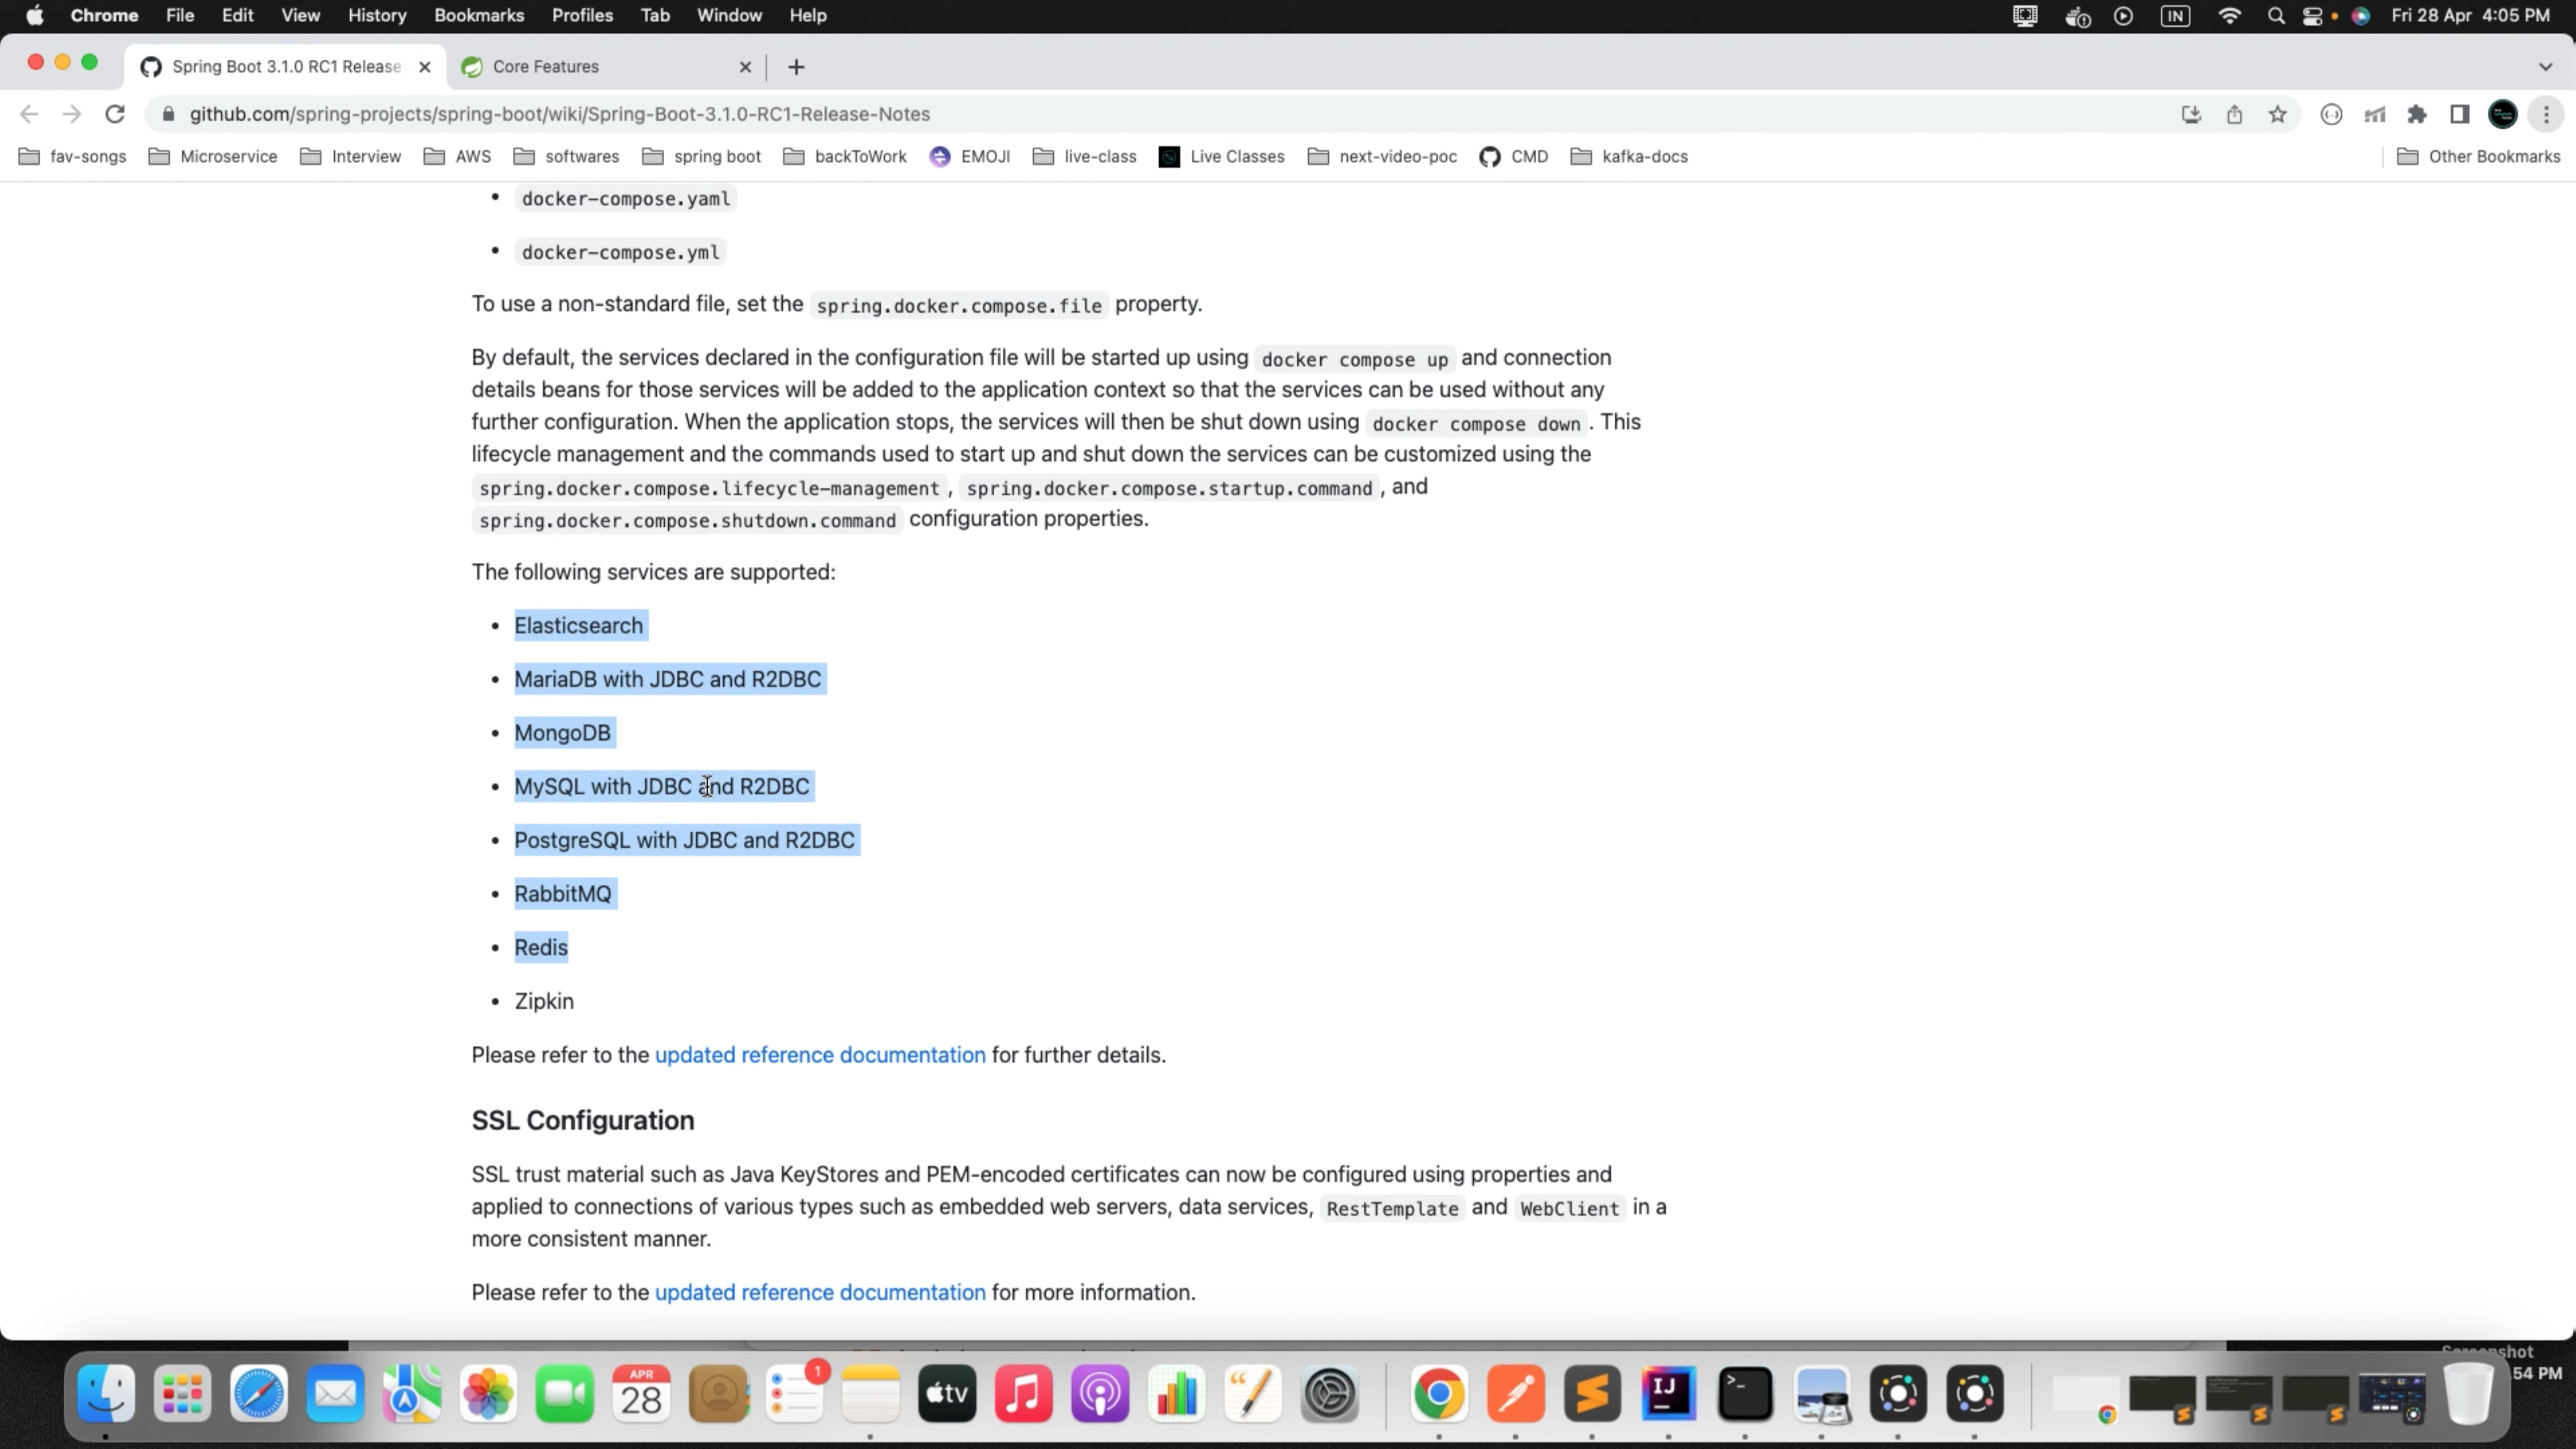 Chrome File Edit View History Bookmarks Profiles Tab Window Help IN Fri 28 Apr 4:05 PM
Spring Boot 3.1.0 RC1 Release Core Features
github.com/spring-projects/spring-boot/wiki/Spring-Boot-3.1.0-RC1-Release-Notes
fav-songs Microservice Interview AWS softwares spring boot backToWork EMOJI live-class Live Classes next-video-poc CMD kafka-docs Other Bookmarks
• docker-compose.yaml
• docker-compose.yml
To use a non-standard file, set the spring.docker.compose.file property.
By default, the services declared in the configuration file will be started up using docker compose up and connection
details beans for those services will be added to the application context so that the services can be used without any
further configuration. When the application stops, the services will then be shut down using docker compose down. This
lifecycle management and the commands used to start up and shut down the services can be customized using the
spring.docker.compose.lifecycle-management, spring.docker.compose.startup.command, and
spring.docker.compose.shutdown.command configuration properties.
The following services are supported:
• Elasticsearch
• MariaDB with JDBC and R2DBC
• MongoDB
• MySQL with JDBC and R2DBC
• PostgreSQL with JDBC and R2DBC
• RabbitMQ
• Redis
• Zipkin
Please refer to the updated reference documentation for further details.
SSL Configuration
SSL trust material such as Java KeyStores and PEM-encoded certificates can now be configured using properties and
applied to connections of various types such as embedded web servers, data services, RestTemplate and WebClient in a
more consistent manner.
Please refer to the updated reference documentation for more information.
APR
28
1
tv
IJ
>_
.54 PM